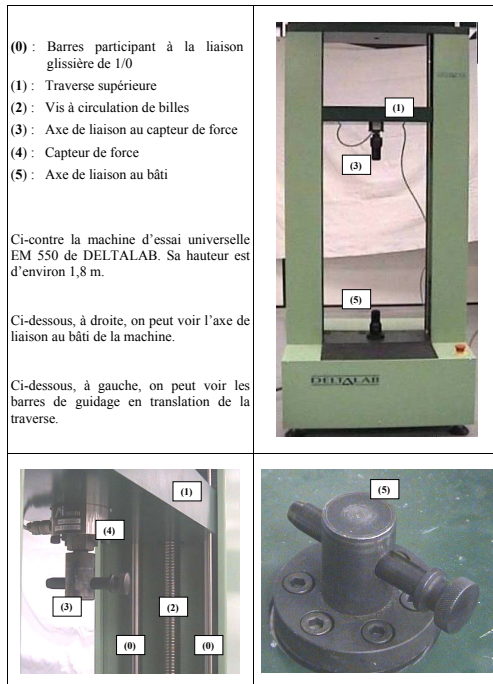 (0) : Barres participant à la liaison
glissière de 1/0
(1) : Traverse supérieure
(2) : Vis à circulation de billes
(3) : Axe de liaison au capteur de force
(4) : Capteur de force
(5) : Axe de liaison au bâti
Ci-contre la machine d'essai universelle
EM 550 de DELTALAB. Sa hauteur est
d'environ 1,8 m.
Ci-dessous, à droite, on peut voir l'axe de
liaison au bâti de la machine.
Ci-dessous, à gauche, on peut voir les
barres de guidage en translation de la
traverse.
(1)
(3)
(5)
DELTALAB
(1)
(4)
(3)
(2)
(0)
(0)
(5)